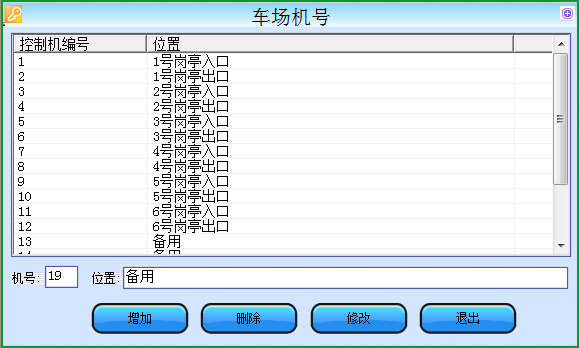 车场机号
控制机编号 位置
1 1号岗亭入口
2 1号岗亭出口
3 2号岗亭入口
4 2号岗亭出口
5 3号岗亭入口
6 3号岗亭出口
7 4号岗亭入口
8 4号岗亭出口
9 5号岗亭入口
10 5号岗亭出口
11 6号岗亭入口
12 6号岗亭出口
13 备用
机号: 19 位置: 备用
增加 删除 修改 退出